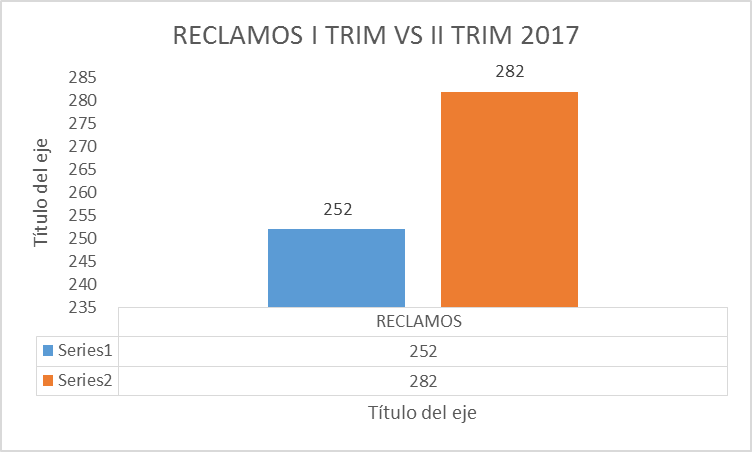 RECLAMOS I TRIM VS II TRIM 2017
Título del eje
285
280
275
270
265
260
255
250
245
240
235
252
282
RECLAMOS
Series1 252
Series2 282
Título del eje